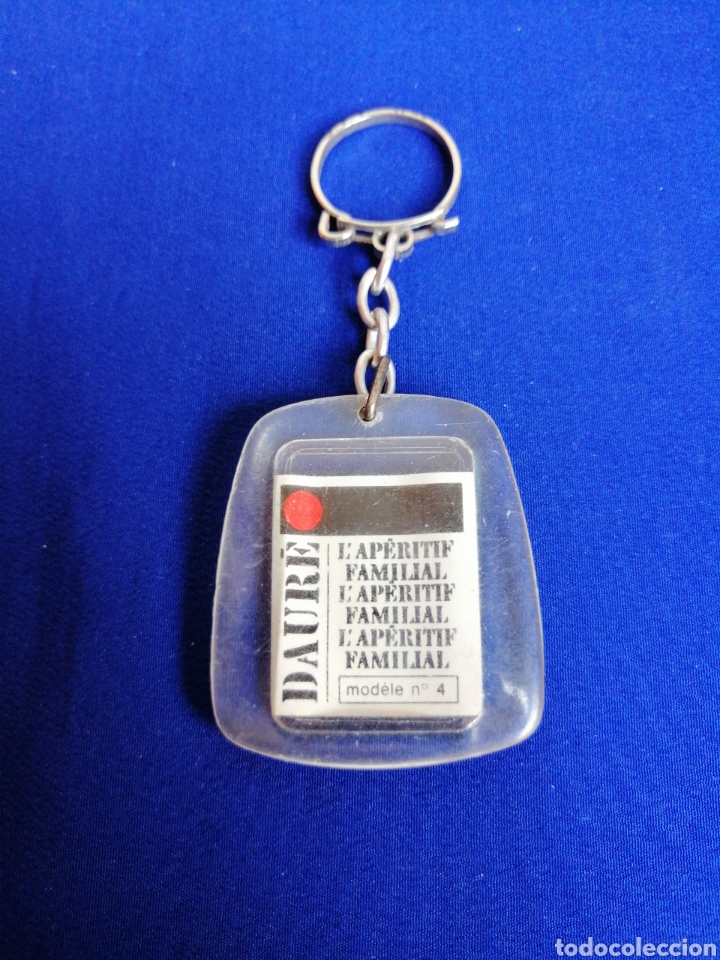 DAURÉ
L'APÉRITIF
FAMILIAL
L'APÉRITIF
FAMILIAL
L'APÉRITIF
FAMILIAL
modèle n° 4
todocoleccion